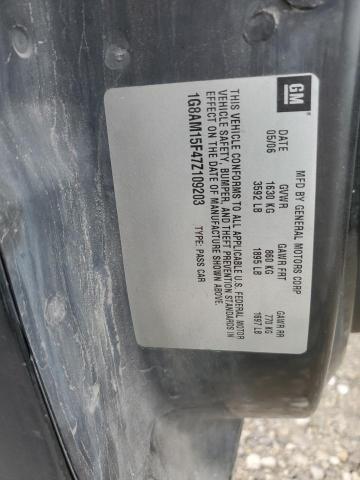 GM
MFD BY GENERAL MOTORS CORP
DATE GVWR GAWR FRT GAWR RR
05/06 1630 KG 860 KG 770 KG
3592 LB 1895 LB 1697 LB
THIS VEHICLE CONFORMS TO ALL APPLICABLE U.S. FEDERAL MOTOR
VEHICLE SAFETY, BUMPER, AND THEFT PREVENTION STANDARDS IN
EFFECT ON THE DATE OF MANUFACTURE SHOWN ABOVE.
1G8AM15F47Z109203 TYPE: PASS CAR